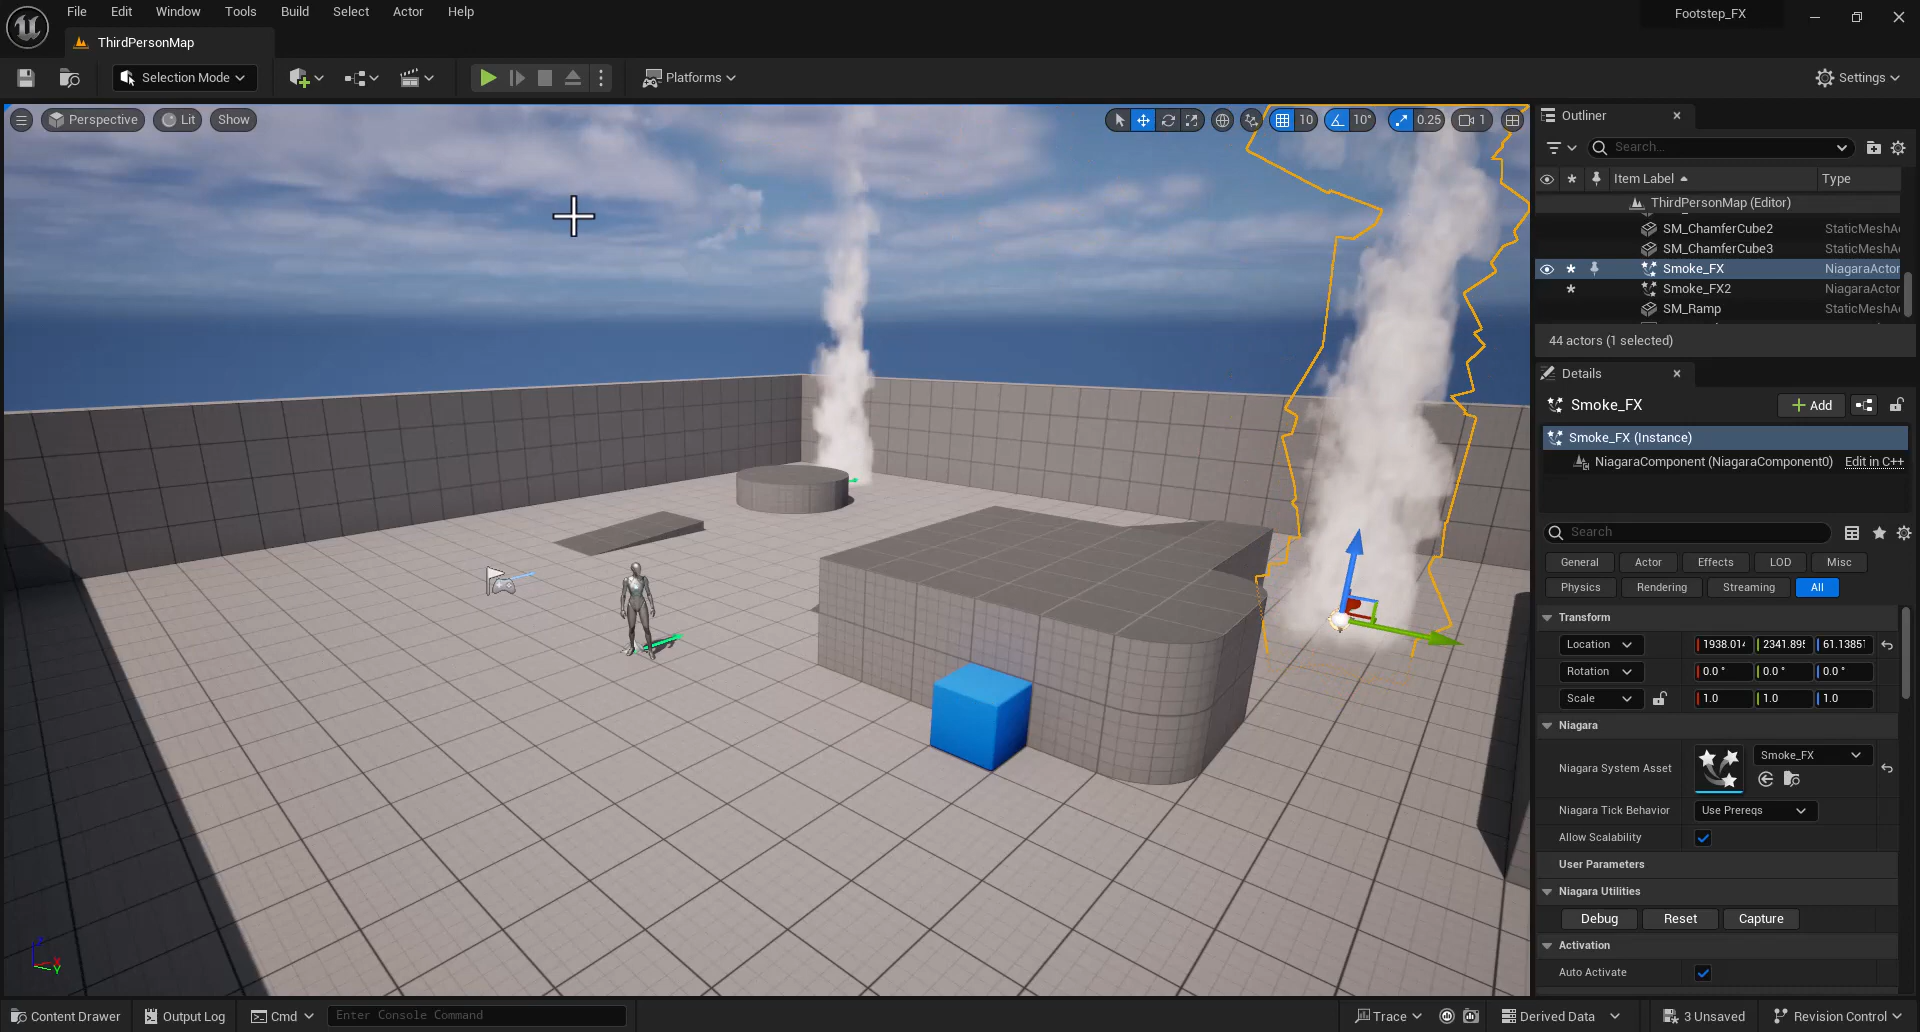 File Edit Window Tools Build Select Actor Help
Footstep_FX
ThirdPersonMap
Selection Mode
Platforms
Settings
Perspective Lit Show
10 10° 0.25 1
Outliner
Search...
Item Label Type
ThirdPersonMap (Editor)
SM_ChamferCube2 StaticMeshA
SM_ChamferCube3 StaticMeshA
Smoke_FX NiagaraActor
Smoke_FX2 NiagaraActor
SM_Ramp StaticMeshA
44 actors (1 selected)
Details
Smoke_FX
Add
Smoke_FX (Instance)
NiagaraComponent (NiagaraComponent0) Edit in C++
Search
General Actor Effects LOD Misc
Physics Rendering Streaming All
Transform
Location 1938.014 2341.89 61.1385
Rotation 0.0 ° 0.0 ° 0.0 °
Scale 1.0 1.0 1.0
Niagara
Niagara System Asset Smoke_FX
Niagara Tick Behavior Use Prereqs
Allow Scalability
User Parameters
Niagara Utilities
Debug Reset Capture
Activation
Auto Activate
Z X Y
Content Drawer Output Log Cmd Enter Console Command Trace Derived Data 3 Unsaved Revision Control